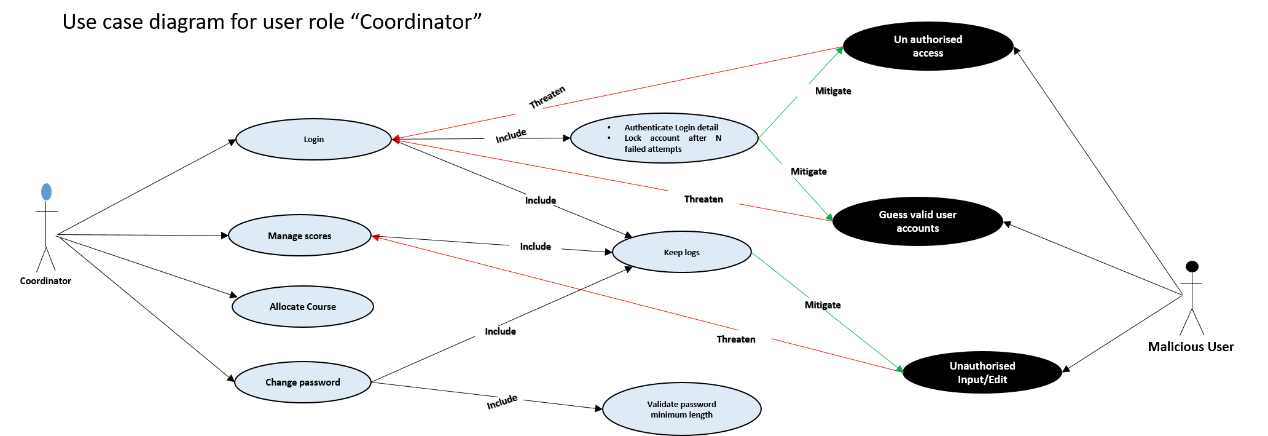 Use case diagram for user role “Coordinator”
Un authorised
access
Mitigate
Threaten
Login
Include
• Authenticate Login detail
• Lock account after N
failed attempts
Mitigate
Include
Threaten
Guess valid user
accounts
Manage scores
Include
Keep logs
Coordinator
Allocate Course
Mitigate
Include
Threaten
Malicious User
Change password
Unauthorised
Input/Edit
Include
Validate password
minimum length